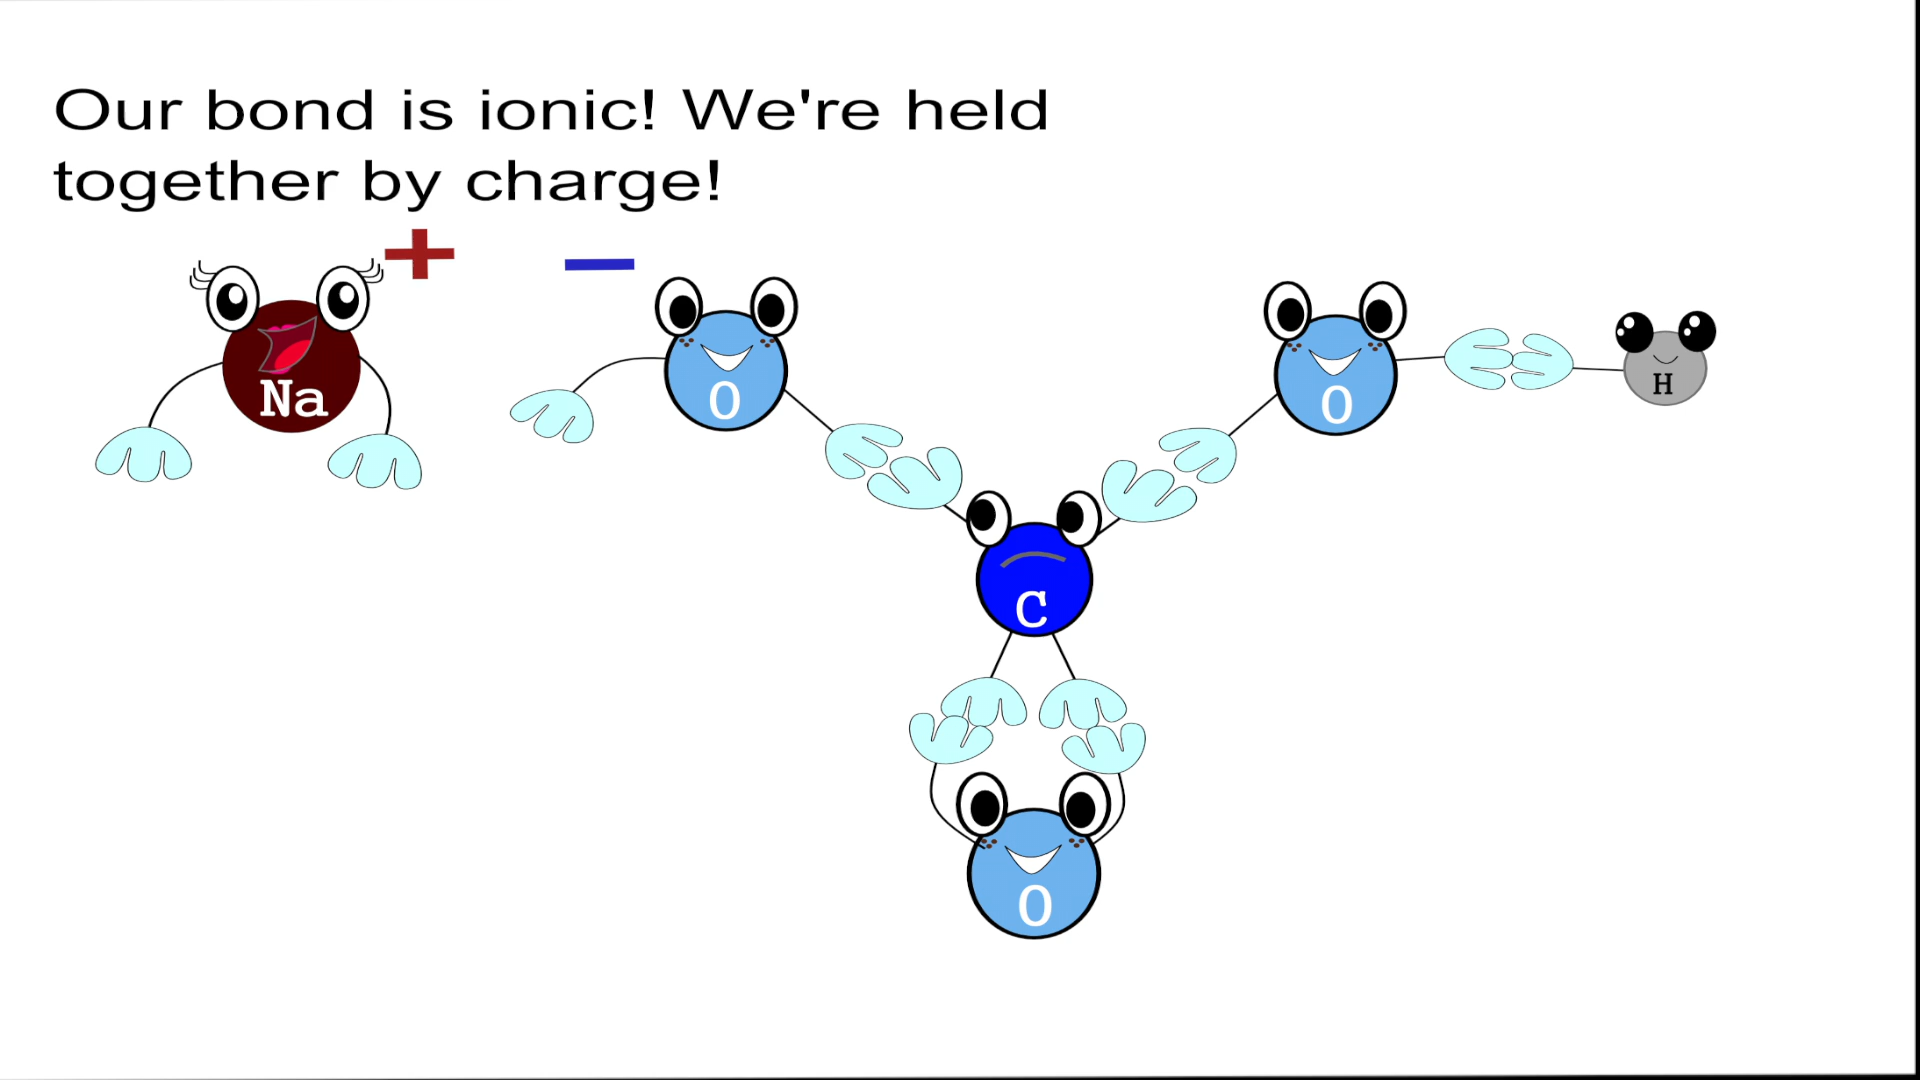 Our bond is ionic! We're held
together by charge!
+
−
Na
O
O
H
C
O